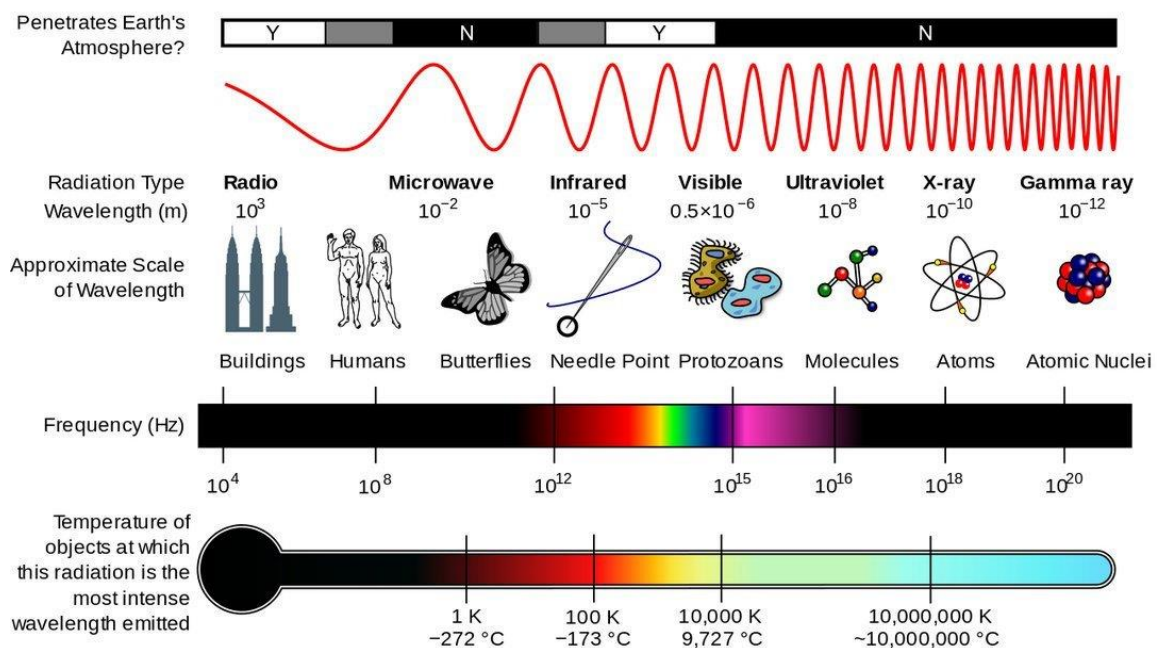 Penetrates Earth's
Atmosphere?
Y N Y N
Radiation Type
Radio Microwave Infrared Visible Ultraviolet X-ray Gamma ray
Wavelength (m)
10³ 10⁻² 10⁻⁵ 0.5×10⁻⁶ 10⁻⁸ 10⁻¹⁰ 10⁻¹²
Approximate Scale
of Wavelength
Buildings Humans Butterflies Needle Point Protozoans Molecules Atoms Atomic Nuclei
Frequency (Hz)
10⁴ 10⁸ 10¹² 10¹⁵ 10¹⁶ 10¹⁸ 10²⁰
Temperature of
objects at which
this radiation is the
most intense
wavelength emitted
1 K 100 K 10,000 K 10,000,000 K
−272 °C −173 °C 9,727 °C ~10,000,000 °C